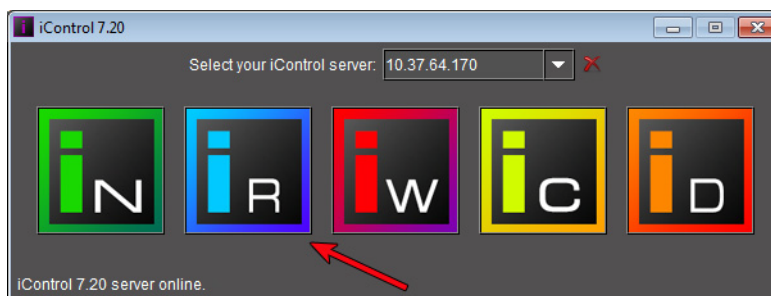 iControl 7.20
Select your iControl server: 10.37.64.170
iN iR iW iC iD
iControl 7.20 server online.